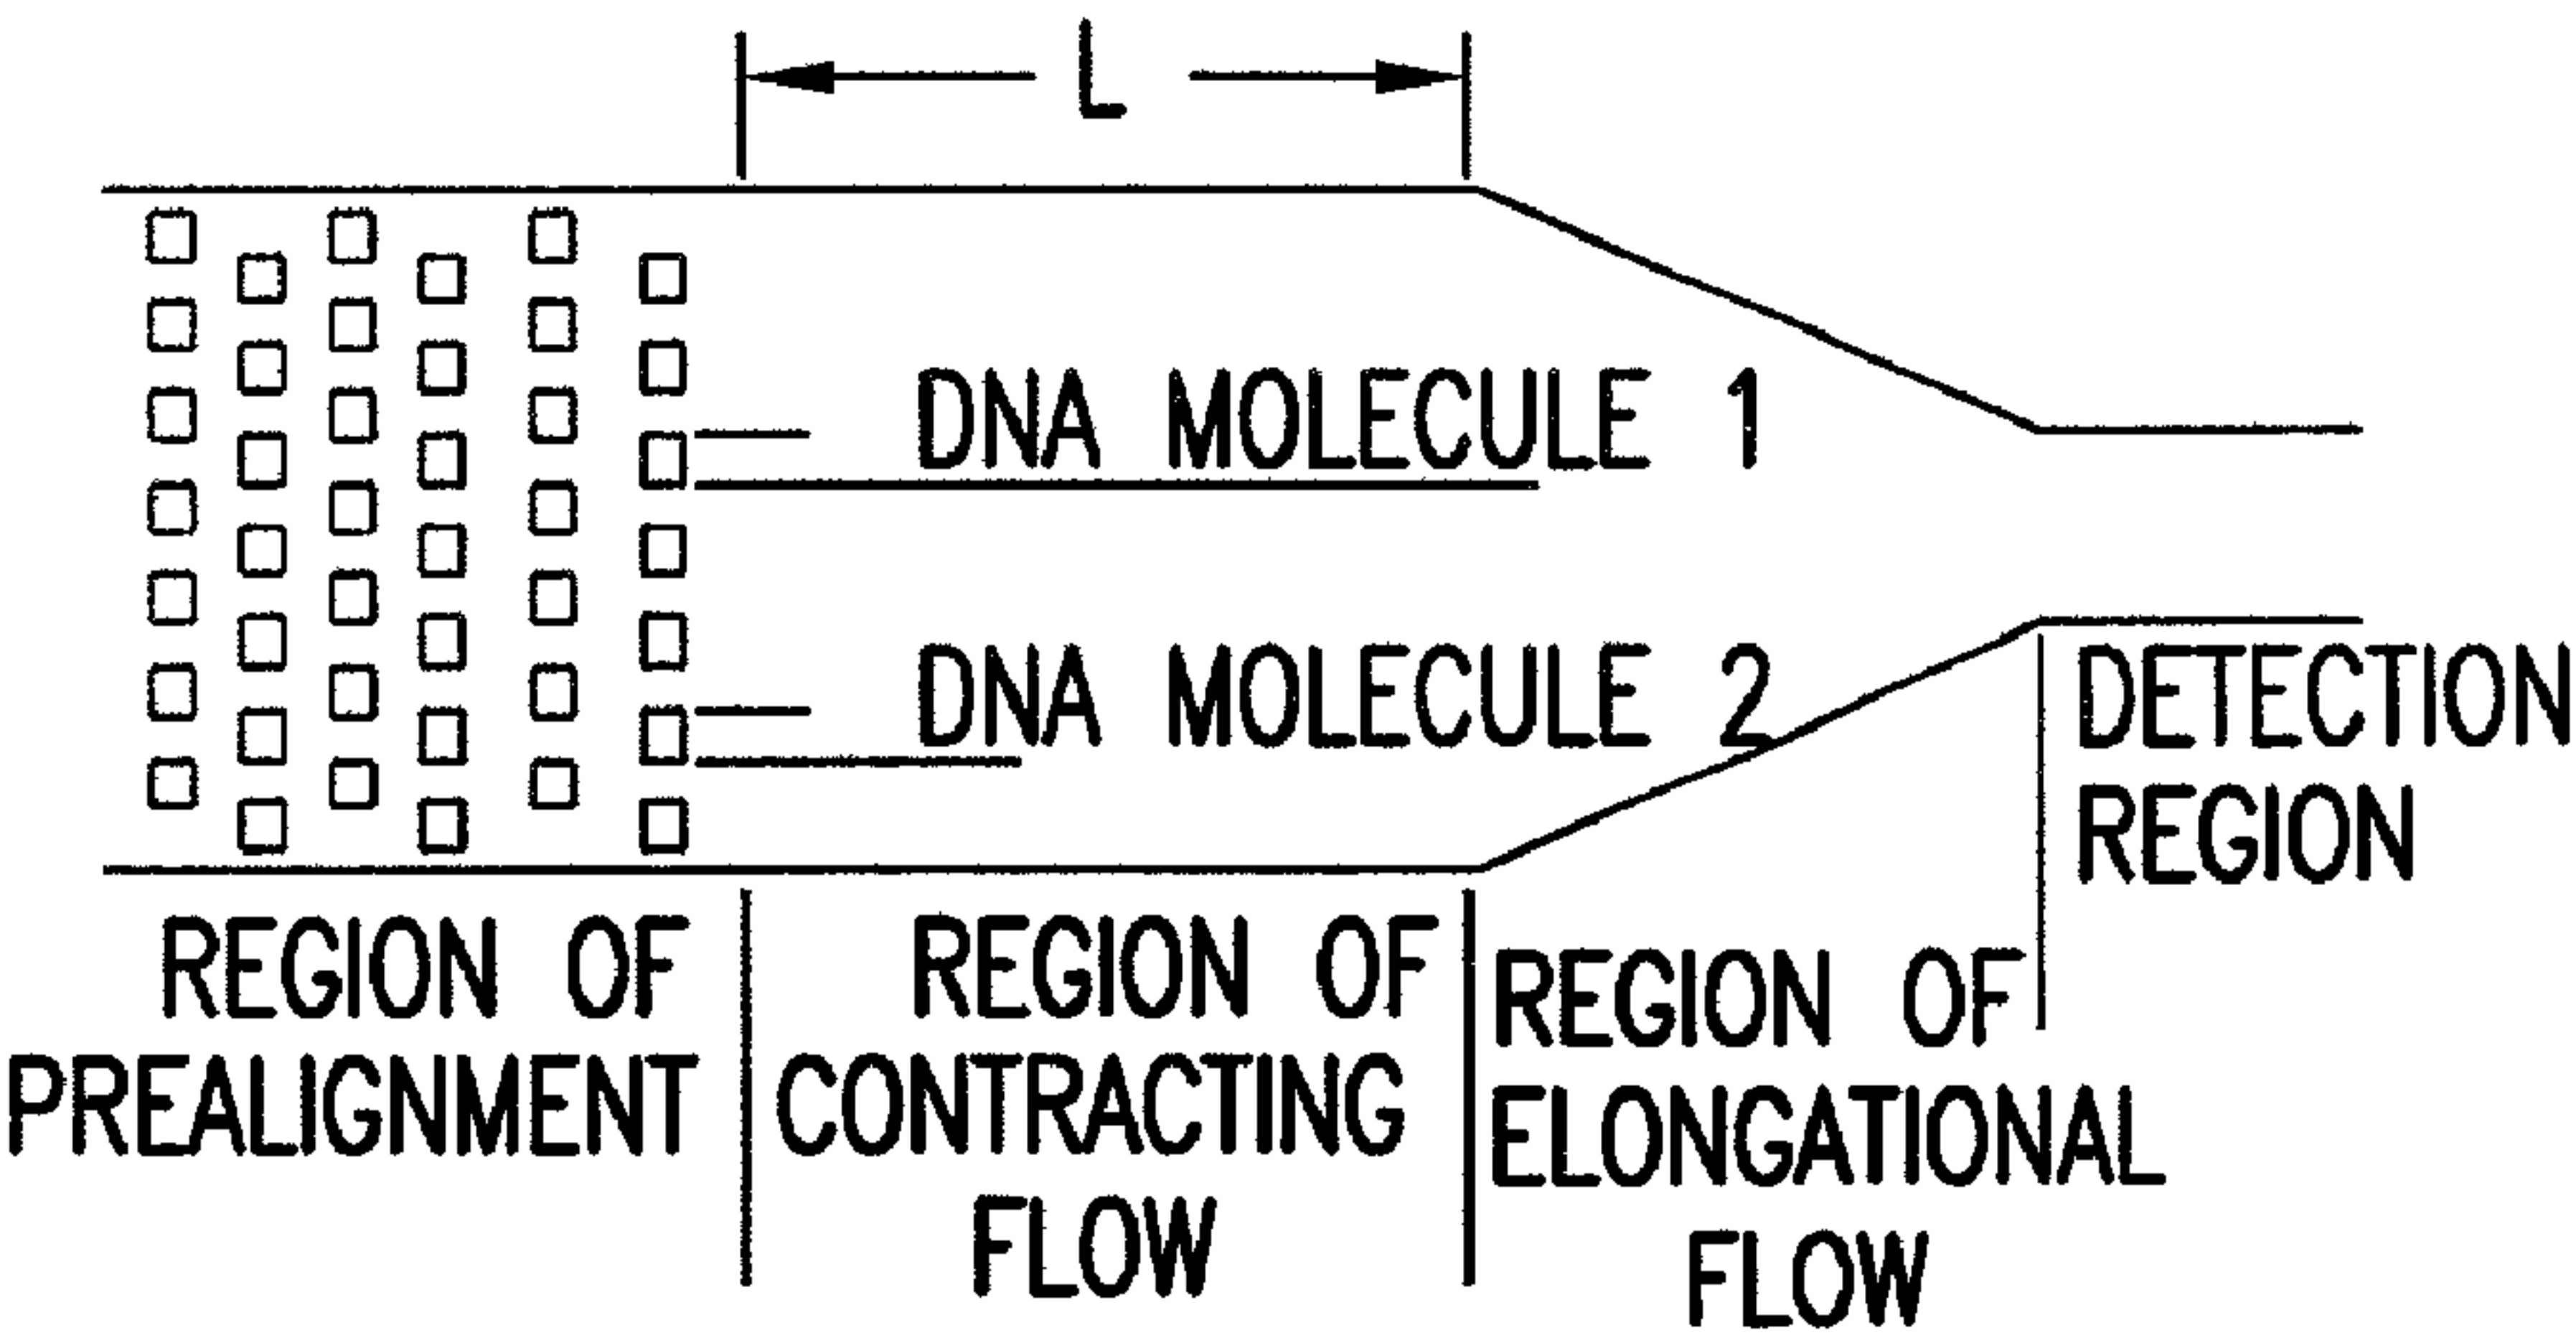 L
DNA MOLECULE 1
DNA MOLECULE 2
DETECTION
REGION
REGION OF
PREALIGNMENT
REGION OF
CONTRACTING
FLOW
REGION OF
ELONGATIONAL
FLOW